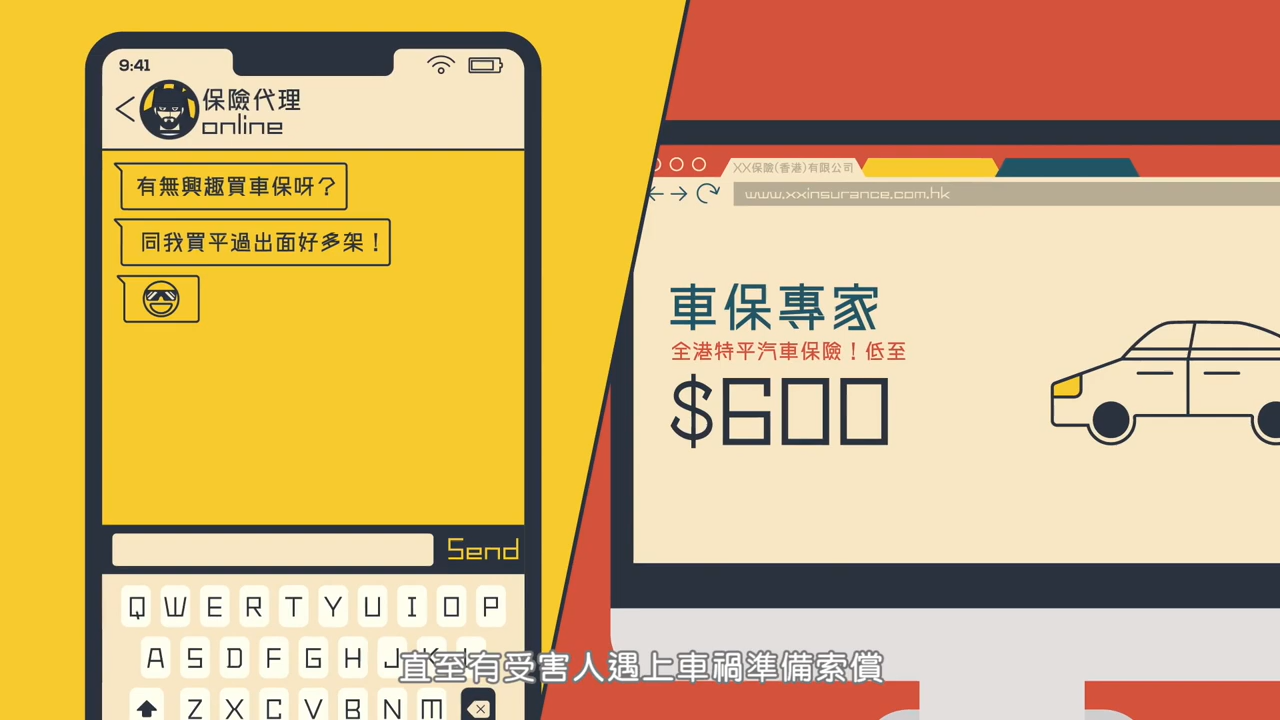 9:41
保險代理
online
有無興趣買車保呀？
同我買平過出面好多架！
Send
Q W E R T Y U I O P
A S D F G H J K L
Z X C V B N M
XX保險(香港)有限公司
www.xxinsurance.com.hk
車保專家
全港特平汽車保險！低至
$600
直至有受害人遇上車禍準備索償